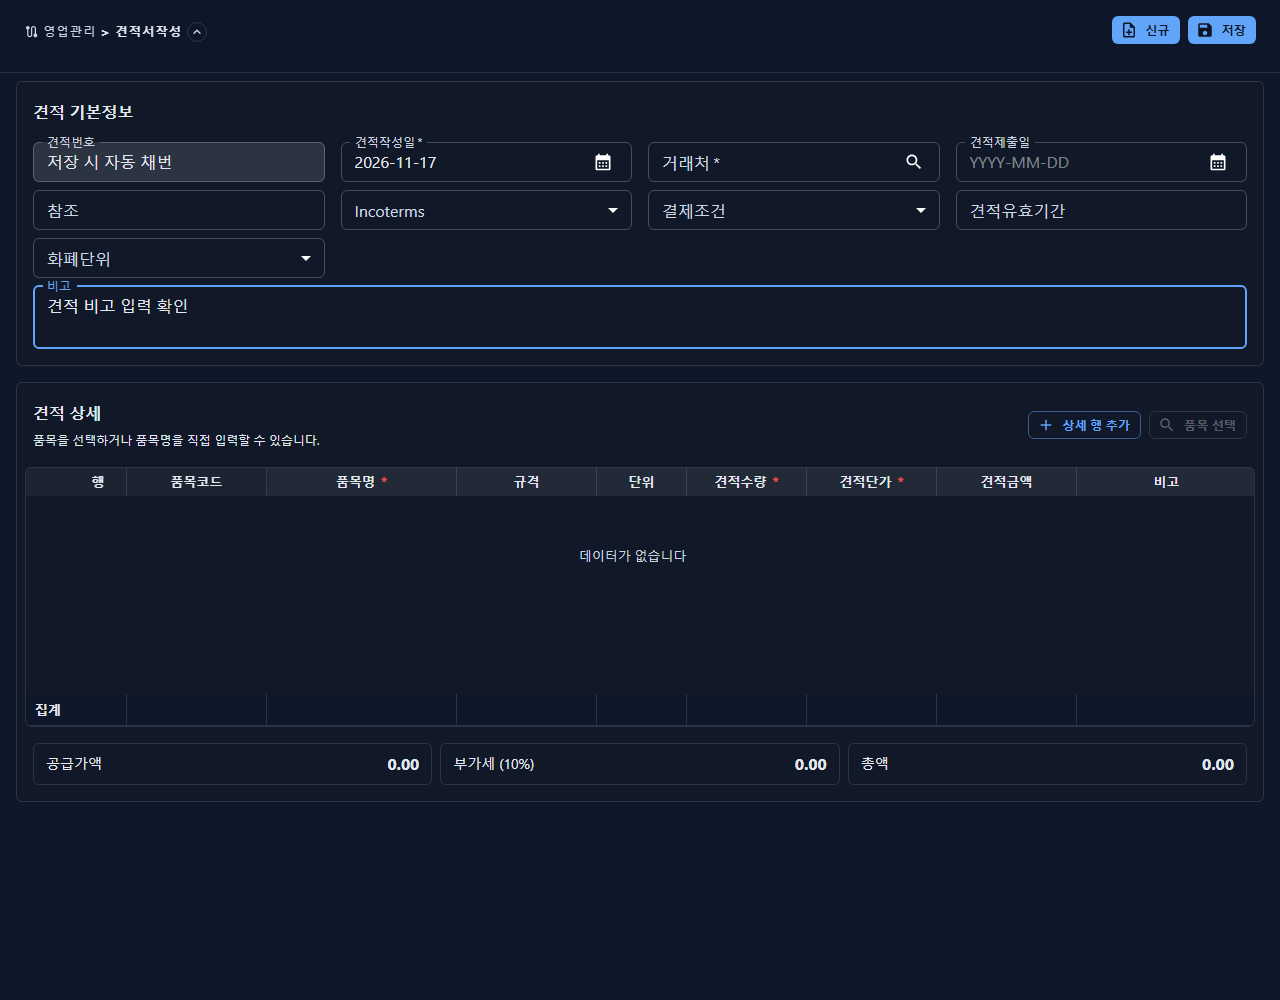 영업관리 > 견적서작성
신규
저장
견적 기본정보
견적번호
저장 시 자동 채번
견적작성일 *
2026-11-17
거래처 *
견적제출일
YYYY-MM-DD
참조
Incoterms
결제조건
견적유효기간
화폐단위
비고
견적 비고 입력 확인
견적 상세
품목을 선택하거나 품목명을 직접 입력할 수 있습니다.
상세 행 추가
품목 선택
행 품목코드 품목명 * 규격 단위 견적수량 * 견적단가 * 견적금액 비고
데이터가 없습니다
집계
공급가액 0.00
부가세 (10%) 0.00
총액 0.00